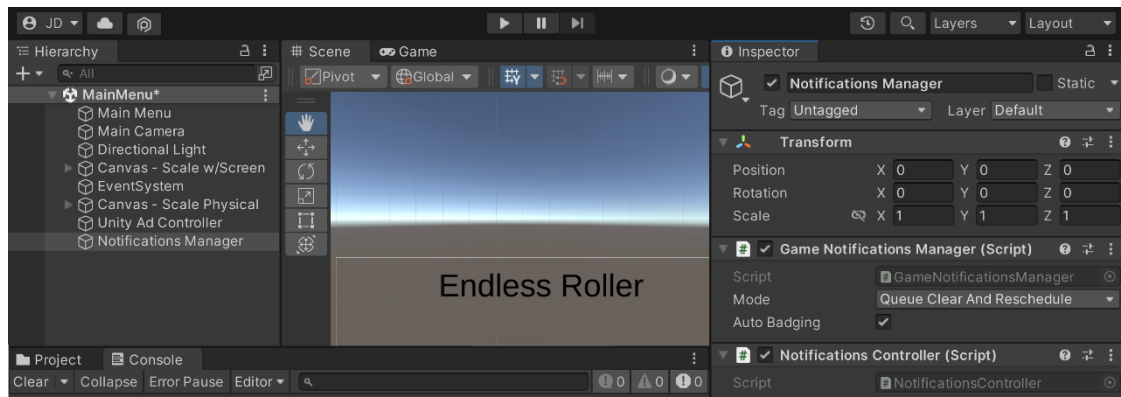 JD
Layers
Layout
Hierarchy
All
MainMenu*
Main Menu
Main Camera
Directional Light
Canvas - Scale w/Screen
EventSystem
Canvas - Scale Physical
Unity Ad Controller
Notifications Manager
Scene
Game
Pivot
Global
Endless Roller
Project
Console
Clear
Collapse
Error Pause
Editor
0
0
0
Inspector
Notifications Manager
Static
Tag Untagged
Layer Default
Transform
Position X 0 Y 0 Z 0
Rotation X 0 Y 0 Z 0
Scale X 1 Y 1 Z 1
# Game Notifications Manager (Script)
Script # GameNotificationsManager
Mode Queue Clear And Reschedule
Auto Badging
# Notifications Controller (Script)
Script # NotificationsController